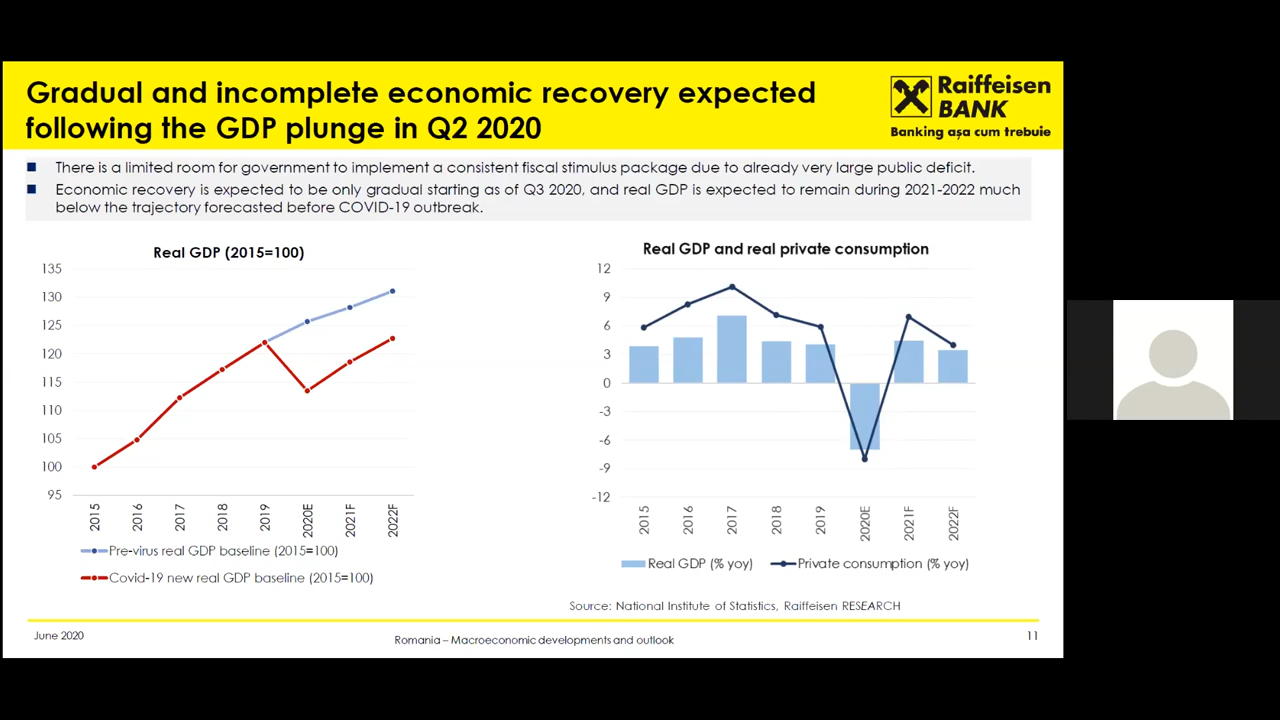 Gradual and incomplete economic recovery expected
following the GDP plunge in Q2 2020
Raiffeisen
BANK
Banking așa cum trebuie
There is a limited room for government to implement a consistent fiscal stimulus package due to already very large public deficit.
Economic recovery is expected to be only gradual starting as of Q3 2020, and real GDP is expected to remain during 2021-2022 much
below the trajectory forecasted before COVID-19 outbreak.
Real GDP (2015=100)
135
130
125
120
115
110
105
100
95
2015 2016 2017 2018 2019 2020E 2021F 2022F
Pre-virus real GDP baseline (2015=100)
Covid-19 new real GDP baseline (2015=100)
Real GDP and real private consumption
12
9
6
3
0
-3
-6
-9
-12
2015 2016 2017 2018 2019 2020E 2021F 2022F
Real GDP (% yoy) Private consumption (% yoy)
Source: National Institute of Statistics, Raiffeisen RESEARCH
June 2020
Romania – Macroeconomic developments and outlook
11